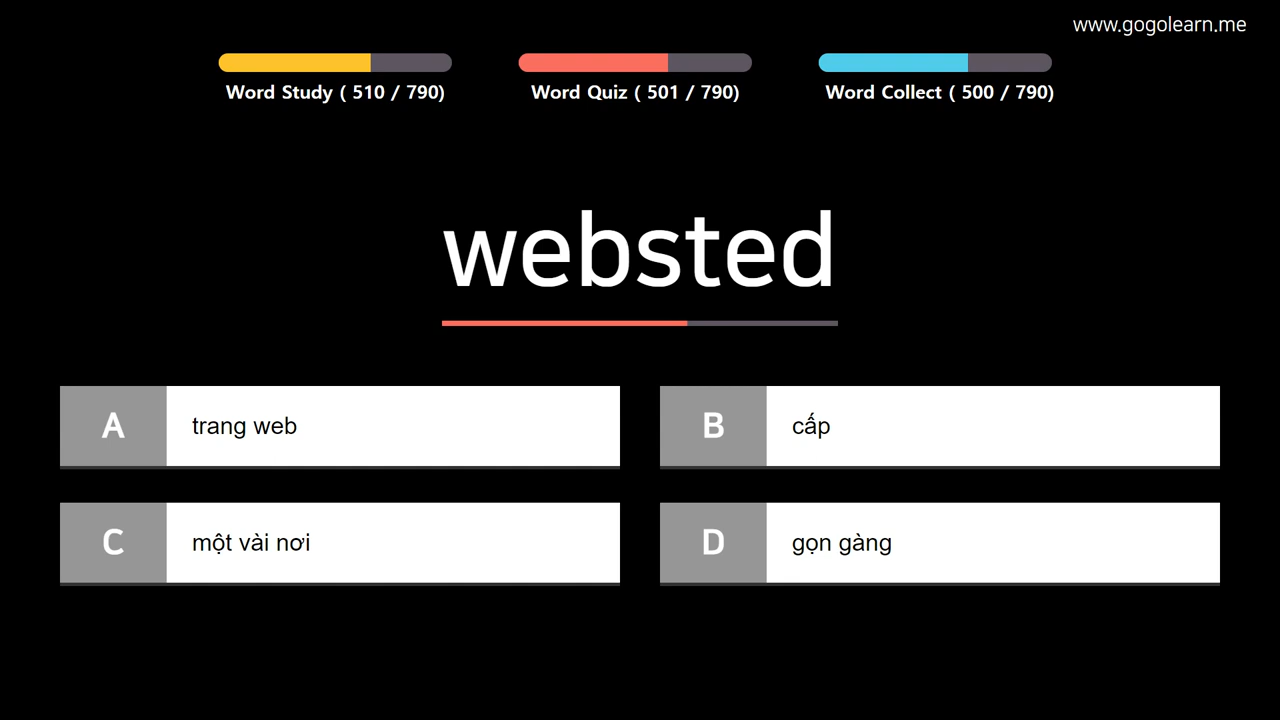 www.gogolearn.me
Word Study ( 510 / 790)
Word Quiz ( 501 / 790)
Word Collect ( 500 / 790)
websted
A trang web
B cấp
C một vài nơi
D gọn gàng